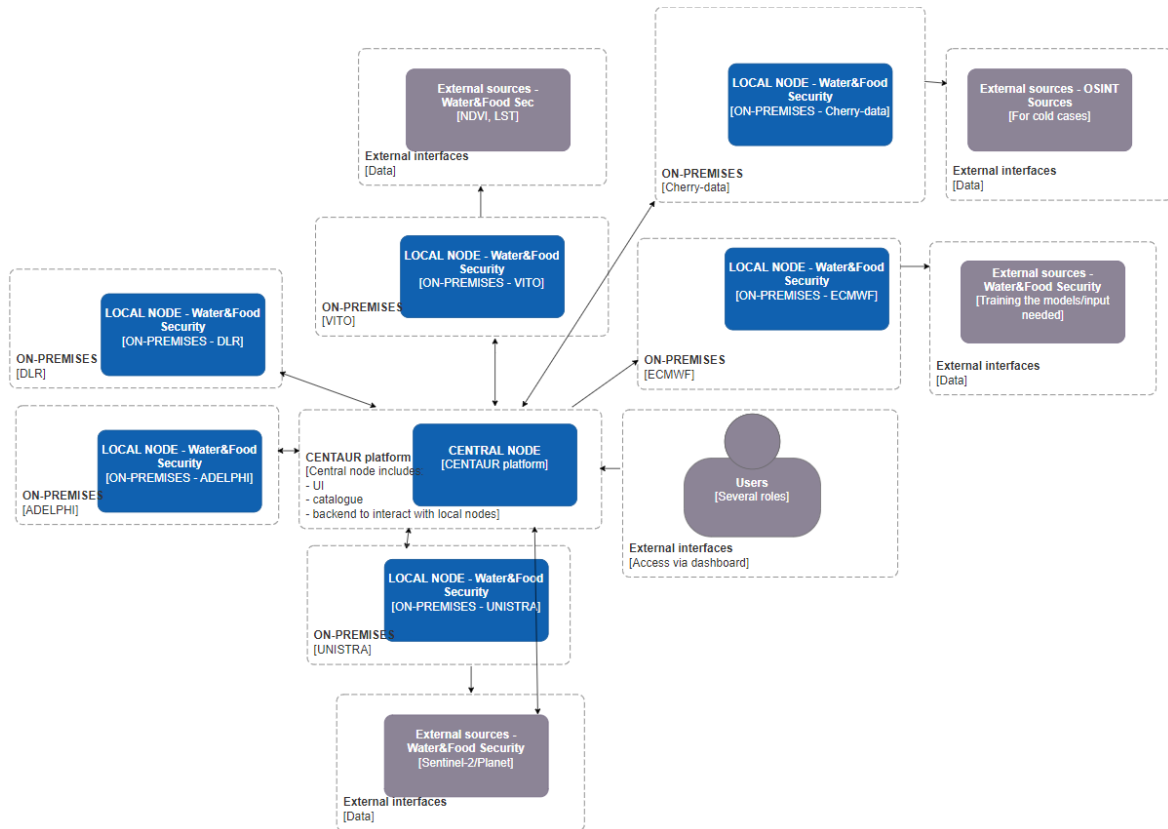 External sources -
Water&Food Sec
[NDVI, LST]
External interfaces
[Data]
LOCAL NODE - Water&Food
Security
[ON-PREMISES - Cherry-data]
ON-PREMISES
[Cherry-data]
External sources - OSINT
Sources
[For cold cases]
External interfaces
[Data]
LOCAL NODE - Water&Food
Security
[ON-PREMISES - VITO]
ON-PREMISES
[VITO]
LOCAL NODE - Water&Food
Security
[ON-PREMISES - ECMWF]
ON-PREMISES
[ECMWF]
External sources -
Water&Food Security
[Training the models/input
needed]
External interfaces
[Data]
LOCAL NODE - Water&Food
Security
[ON-PREMISES - DLR]
ON-PREMISES
[DLR]
LOCAL NODE - Water&Food
Security
[ON-PREMISES - ADELPHI]
ON-PREMISES
[ADELPHI]
CENTRAL NODE
[CENTAUR platform]
CENTAUR platform
[Central node includes:
- UI
- catalogue
- backend to interact with local nodes]
Users
[Several roles]
External interfaces
[Access via dashboard]
LOCAL NODE - Water&Food
Security
[ON-PREMISES - UNISTRA]
ON-PREMISES
[UNISTRA]
External sources -
Water&Food Security
[Sentinel-2/Planet]
External interfaces
[Data]